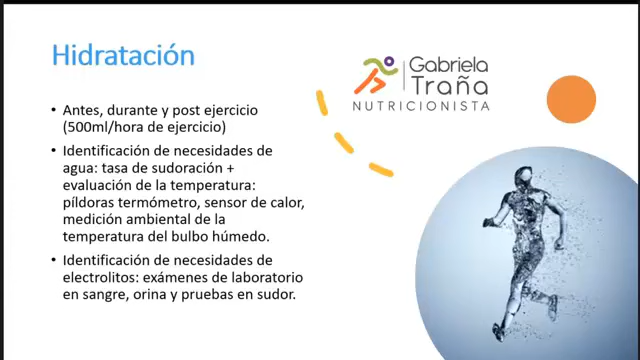 Hidratación
Gabriela
Traña
NUTRICIONISTA
• Antes, durante y post ejercicio
(500ml/hora de ejercicio)
• Identificación de necesidades de
agua: tasa de sudoración +
evaluación de la temperatura:
píldoras termómetro, sensor de calor,
medición ambiental de la
temperatura del bulbo húmedo.
• Identificación de necesidades de
electrolitos: exámenes de laboratorio
en sangre, orina y pruebas en sudor.